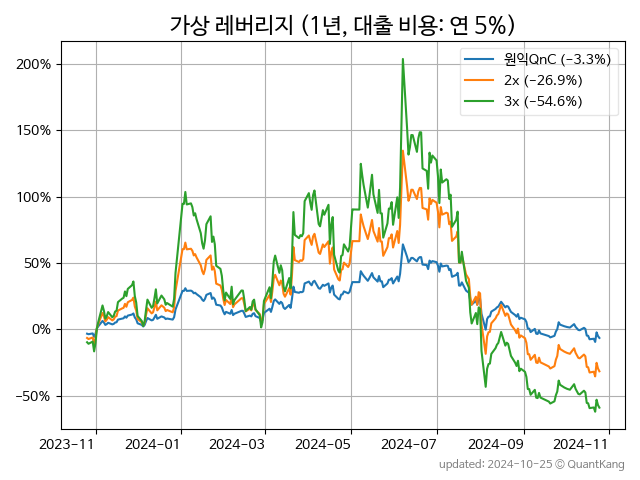 가상 레버리지 (1년, 대출 비용: 연 5%)
원익QnC (−3.3%)
2x (−26.9%)
3x (−54.6%)
200%
150%
100%
50%
0%
−50%
2023-11 2024-01 2024-03 2024-05 2024-07 2024-09 2024-11
updated: 2024-10-25 © QuantKang